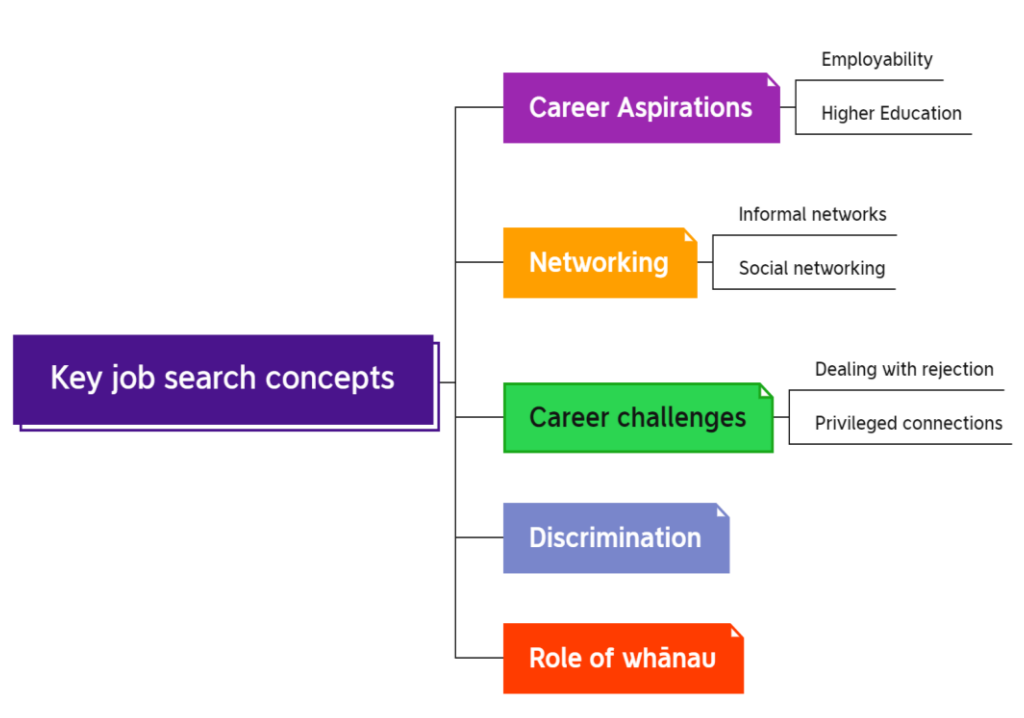 Key job search concepts
Career Aspirations
Employability
Higher Education
Networking
Informal networks
Social networking
Career challenges
Dealing with rejection
Privileged connections
Discrimination
Role of whānau